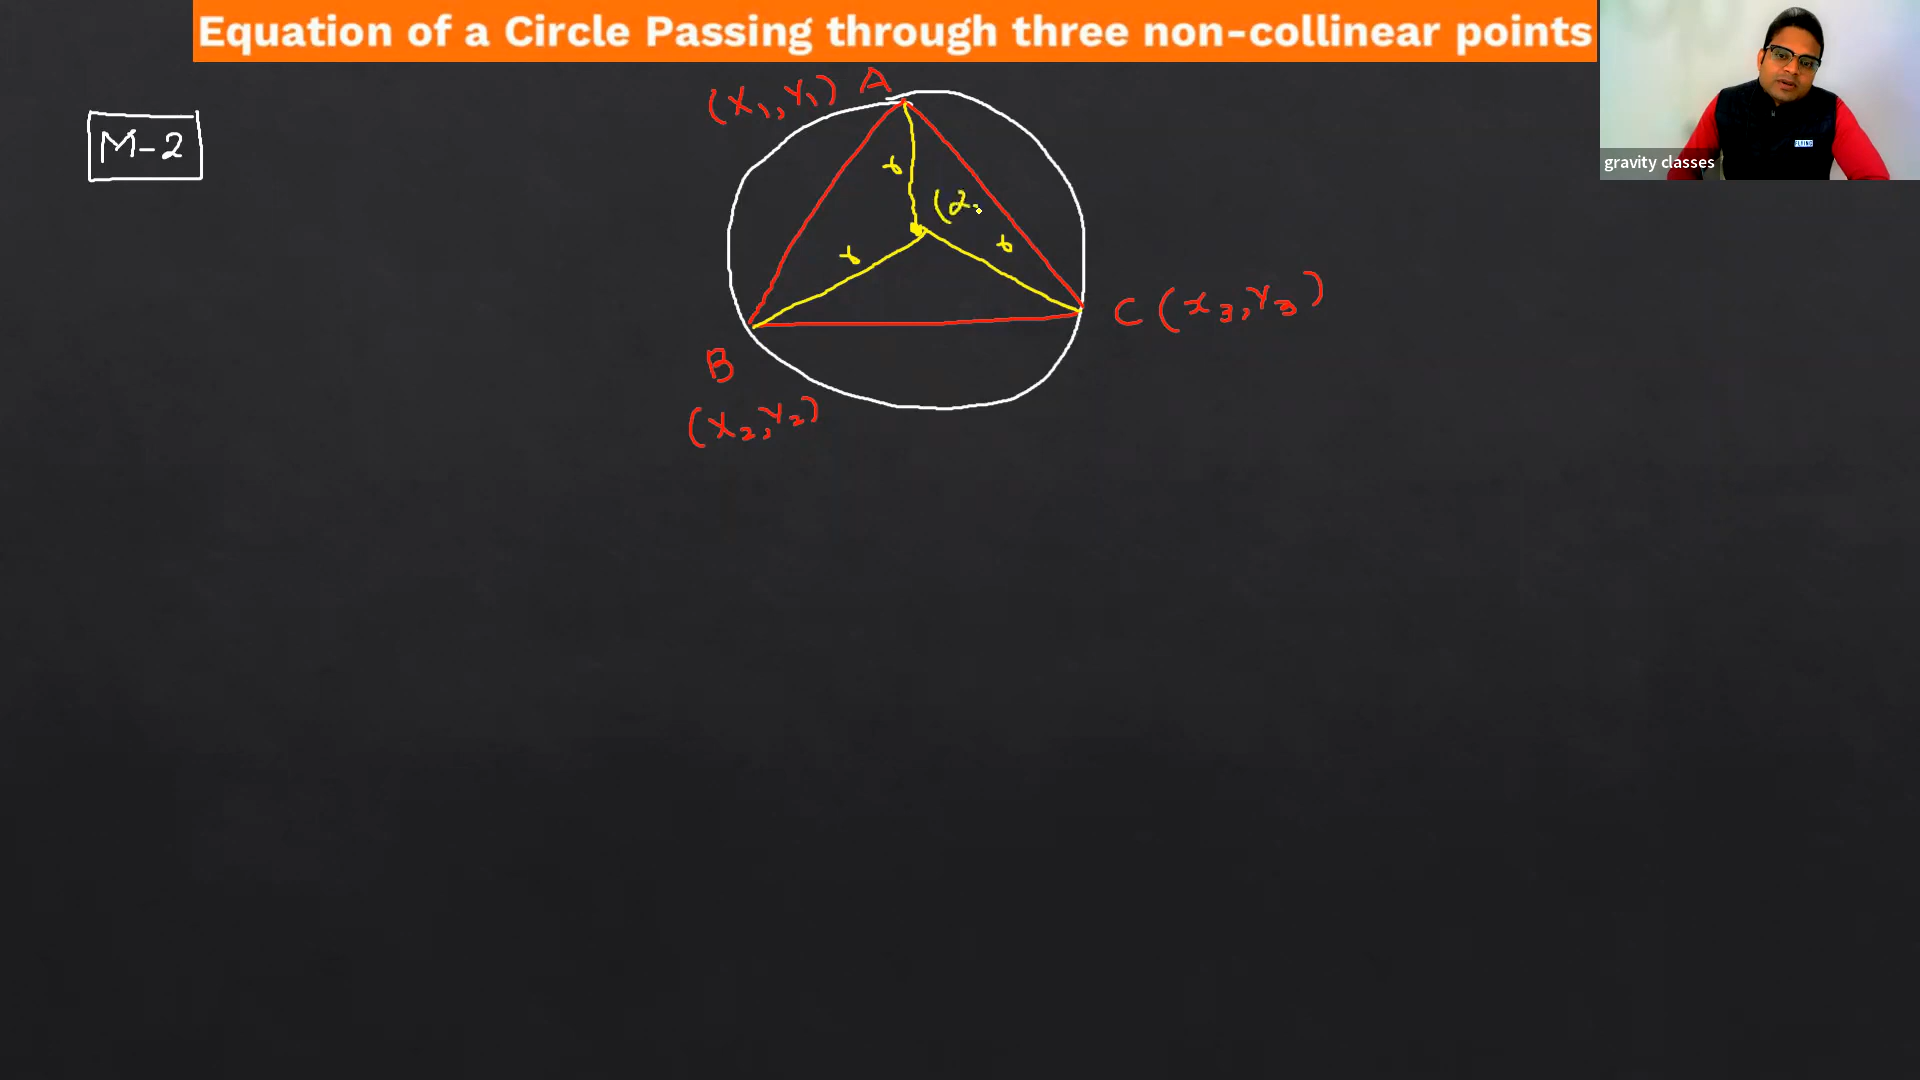 Equation of a Circle Passing through three non-collinear points
gravity classes
M-2
(x₁, y₁) A
r
(α,
r
r
C (x₃, y₃)
B
(x₂, y₂)